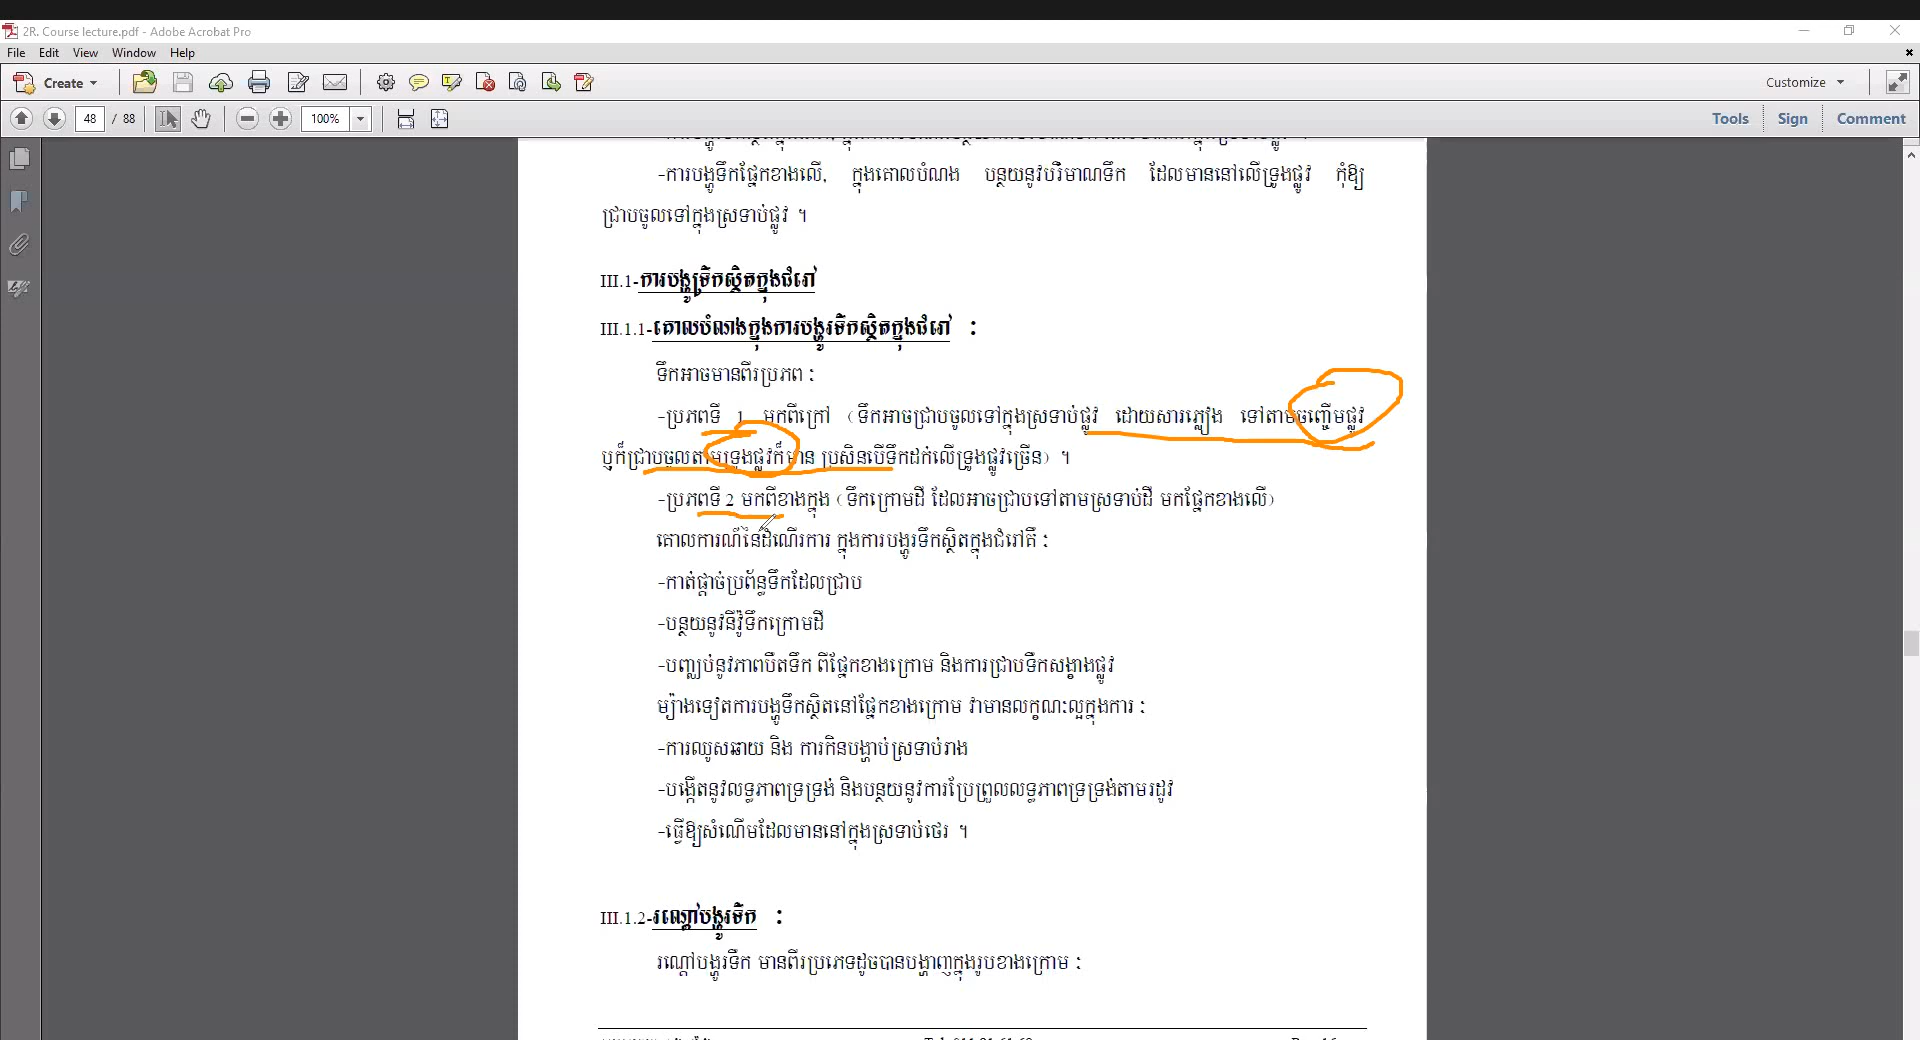 2R. Course lecture.pdf - Adobe Acrobat Pro
File Edit View Window Help
Create Customize
48 / 88 100% Tools Sign Comment
-ការបង្ហូទឹកផ្នែកខាងលើ, ក្នុងគោលបំណង បន្ថយនូវបរិមាណទឹក ដែលមាននៅលើទ្រូងផ្លូវ កុំឱ្យ
ជ្រាបចូលទៅក្នុងស្រទាប់ផ្លូវ ។
III.1-ការបង្ហូរទឹកស្ថិតក្នុងជំរៅ
III.1.1-គោលបំណងក្នុងការបង្ហូរទឹកស្ថិតក្នុងជំរៅ ៖
ទឹកអាចមានពីរប្រភព ៖
-ប្រភពទី 1 មកពីក្រៅ (ទឹកអាចជ្រាបចូលទៅក្នុងស្រទាប់ផ្លូវ ដោយសារភ្លៀង ទៅតាមចញ្ចើមផ្លូវ
ឬក៏ជ្រាបចូលតាមទ្រូងផ្លូវក៏មាន ប្រសិនបើទឹកដក់លើទ្រូងផ្លូវច្រើន) ។
-ប្រភពទី 2 មកពីខាងក្នុង (ទឹកក្រោមដី ដែលអាចជ្រាបទៅតាមស្រទាប់ដី មកផ្នែកខាងលើ)
គោលការណ៍នៃដំណើរការ ក្នុងការបង្ហូរទឹកស្ថិតក្នុងជំរៅគឺ ៖
-កាត់ផ្តាច់ប្រព័ន្ធទឹកដែលជ្រាប
-បន្ថយនូវនីវ៉ូទឹកក្រោមដី
-បញ្ឈប់នូវភាពបឺតទឹក ពីផ្នែកខាងក្រោម និងការជ្រាបទឹកសង្ខាងផ្លូវ
ម្យ៉ាងទៀតការបង្ហូទឹកស្ថិតនៅផ្នែកខាងក្រោម វាមានលក្ខណៈល្អក្នុងការ ៖
-ការឈូសឆាយ និង ការកិនបង្ហាប់ស្រទាប់រាង
-បង្កើតនូវលទ្ធភាពទ្រទ្រង់ និងបន្ថយនូវការប្រែប្រួលលទ្ធភាពទ្រទ្រង់តាមរដូវ
-ធ្វើឱ្យសំណើមដែលមាននៅក្នុងស្រទាប់ថេរ ។
III.1.2-រណ្តៅបង្ហូរទឹក ៖
រណ្តៅបង្ហូរទឹក មានពីរប្រភេទដូចបានបង្ហាញក្នុងរូបខាងក្រោម ៖